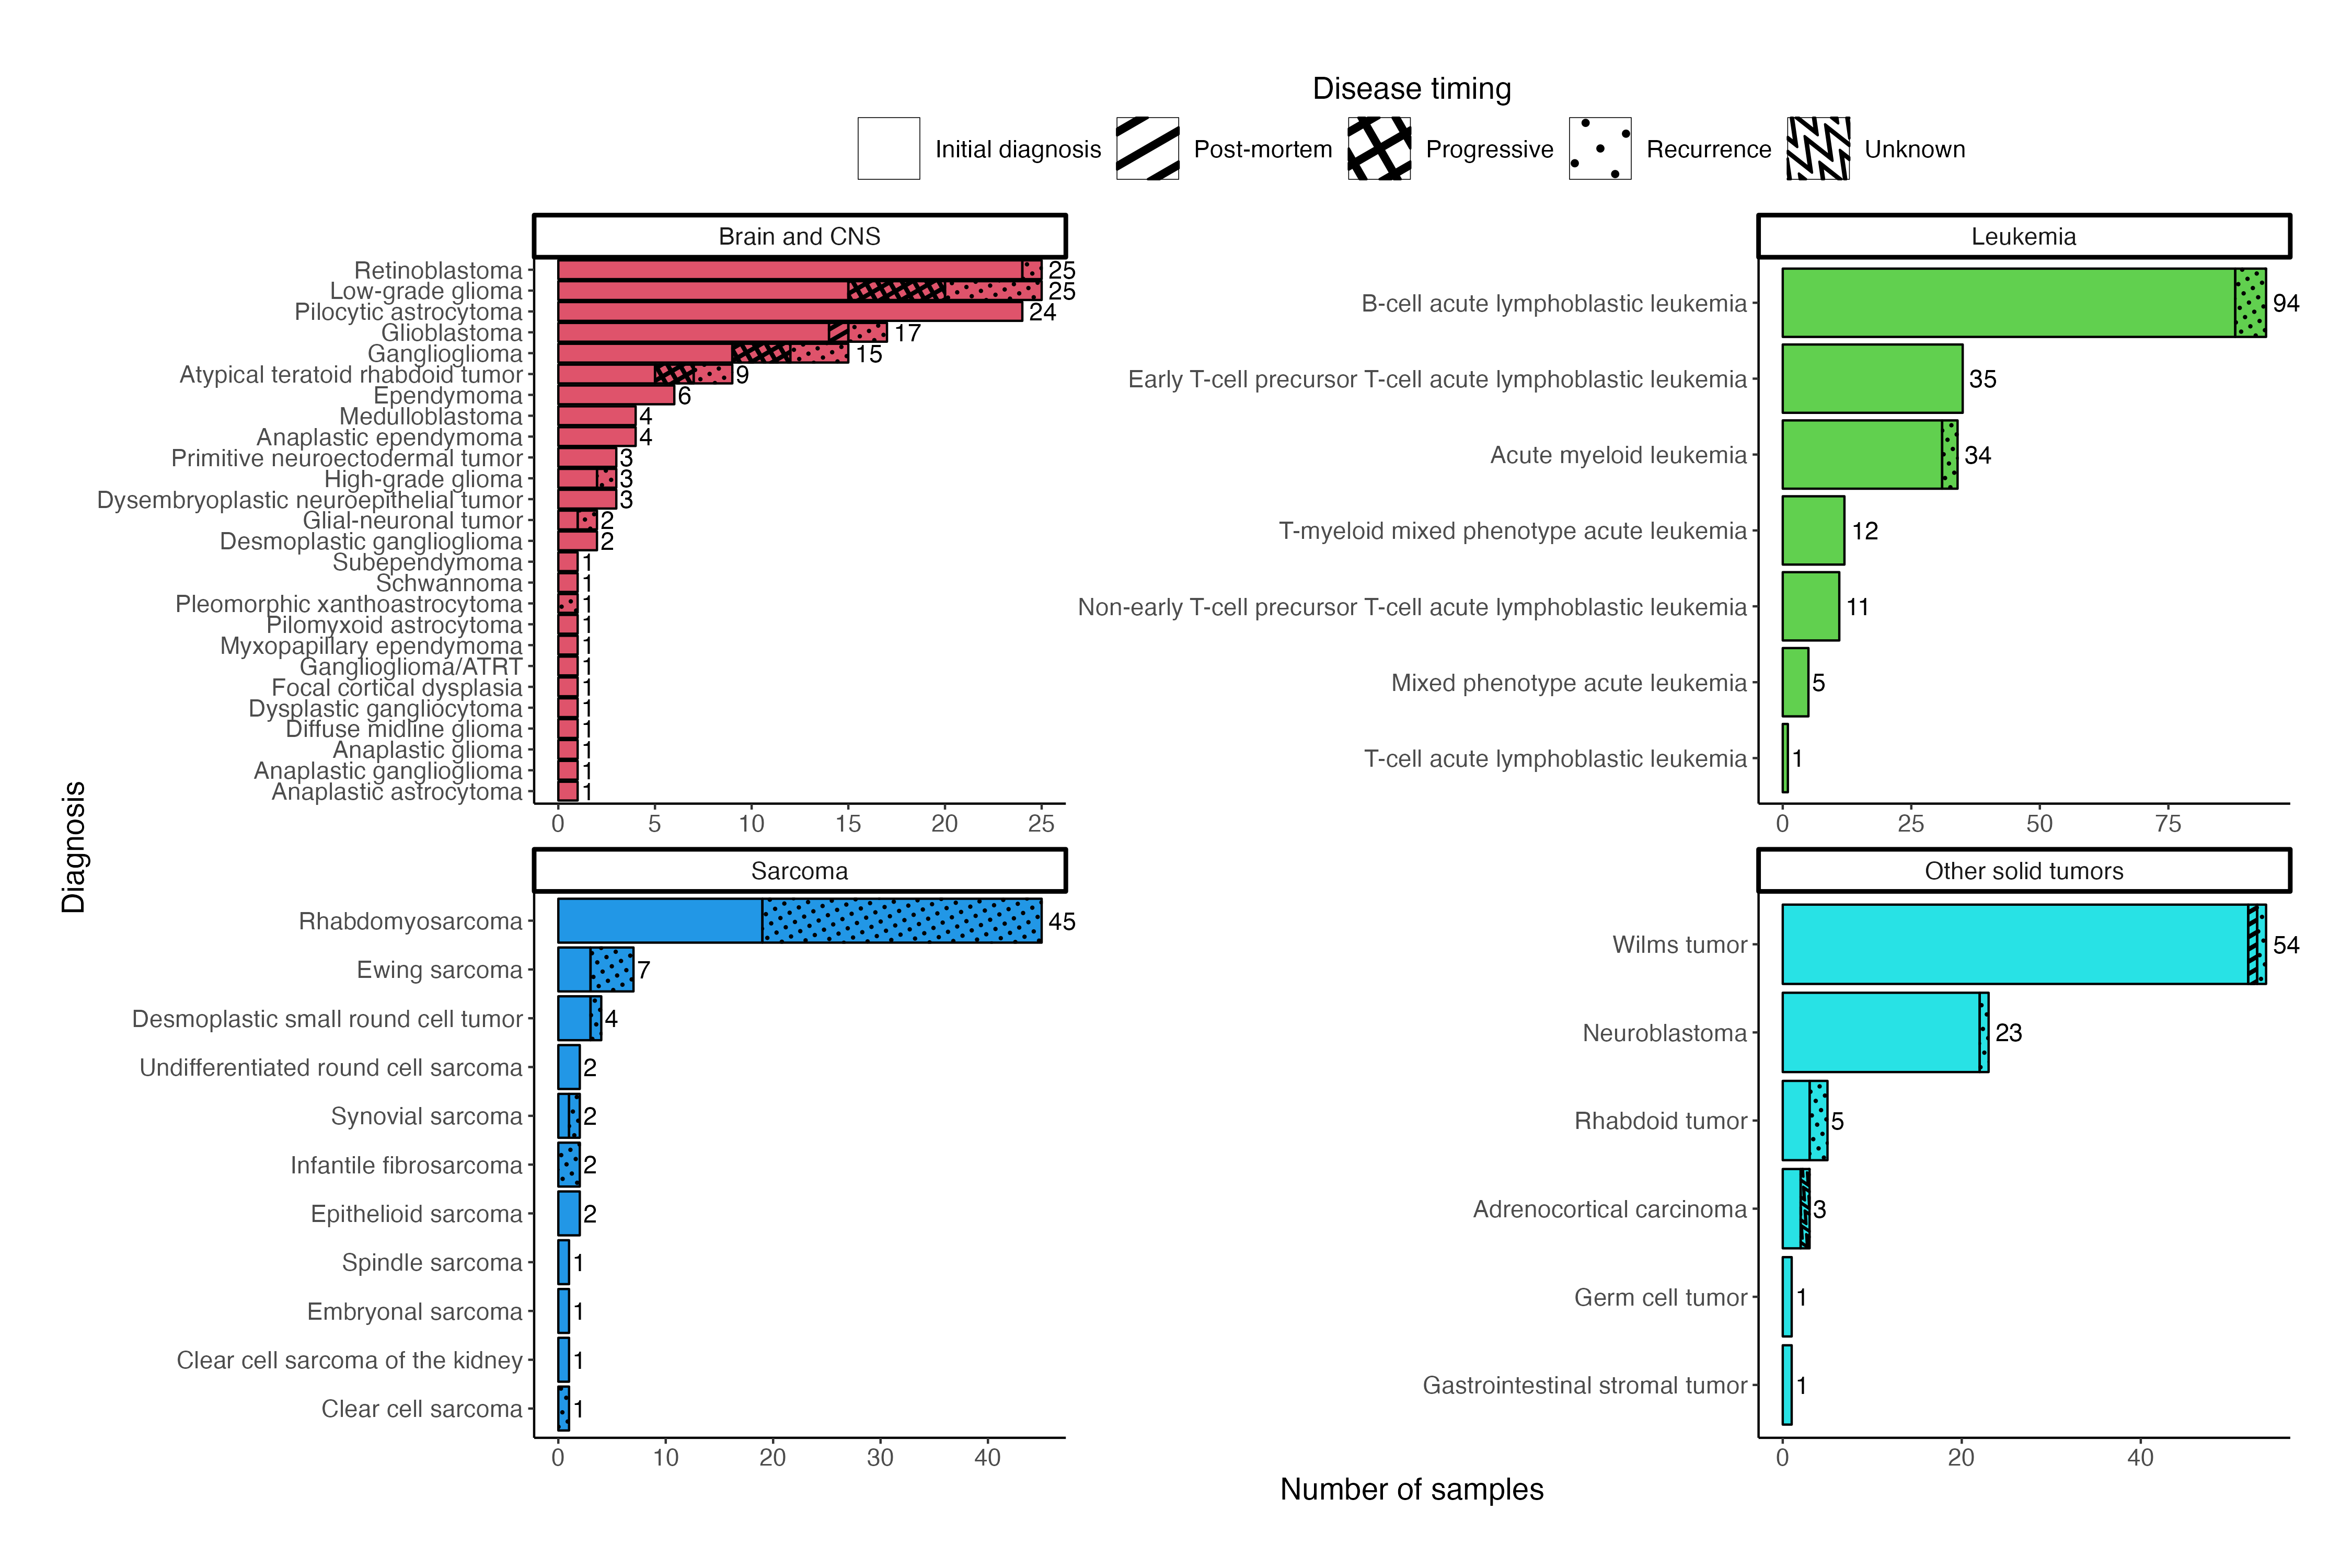 Disease timing
Initial diagnosis
Post-mortem
Progressive
Recurrence
Unknown
Diagnosis
Brain and CNS
Retinoblastoma 25
Low-grade glioma 25
Pilocytic astrocytoma 24
Glioblastoma 17
Ganglioglioma 15
Atypical teratoid rhabdoid tumor 9
Ependymoma 6
Medulloblastoma 4
Anaplastic ependymoma 4
Primitive neuroectodermal tumor 3
High-grade glioma 3
Dysembryoplastic neuroepithelial tumor 3
Glial-neuronal tumor 2
Desmoplastic ganglioglioma 2
Subependymoma 1
Schwannoma 1
Pleomorphic xanthoastrocytoma 1
Pilomyxoid astrocytoma 1
Myxopapillary ependymoma 1
Ganglioglioma/ATRT 1
Focal cortical dysplasia 1
Dysplastic gangliocytoma 1
Diffuse midline glioma 1
Anaplastic glioma 1
Anaplastic ganglioglioma 1
Anaplastic astrocytoma 1
0 5 10 15 20 25
Leukemia
B-cell acute lymphoblastic leukemia 94
Early T-cell precursor T-cell acute lymphoblastic leukemia 35
Acute myeloid leukemia 34
T-myeloid mixed phenotype acute leukemia 12
Non-early T-cell precursor T-cell acute lymphoblastic leukemia 11
Mixed phenotype acute leukemia 5
T-cell acute lymphoblastic leukemia 1
0 25 50 75
Sarcoma
Rhabdomyosarcoma 45
Ewing sarcoma 7
Desmoplastic small round cell tumor 4
Undifferentiated round cell sarcoma 2
Synovial sarcoma 2
Infantile fibrosarcoma 2
Epithelioid sarcoma 2
Spindle sarcoma 1
Embryonal sarcoma 1
Clear cell sarcoma of the kidney 1
Clear cell sarcoma 1
0 10 20 30 40
Other solid tumors
Wilms tumor 54
Neuroblastoma 23
Rhabdoid tumor 5
Adrenocortical carcinoma 3
Germ cell tumor 1
Gastrointestinal stromal tumor 1
0 20 40
Number of samples